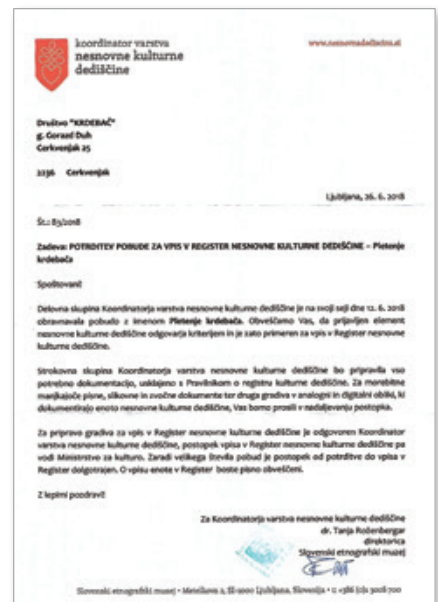 koordinator varstva
nesnovne kulturne
dediščine
www.nesnovnadediscina.si
Društvo "KRDEBAČ"
g. Gorazd Duh
Cerkvenjak 25
2236 Cerkvenjak
Ljubljana, 26. 6. 2018
Št.: 83/2018
Zadeva: POTRDITEV POBUDE ZA VPIS V REGISTER NESNOVNE KULTURNE DEDIŠČINE – Pletenje
krdebača
Spoštovani!
Delovna skupina Koordinatorja varstva nesnovne kulturne dediščine je na svoji seji dne 12. 6. 2018
obravnavala pobudo z imenom Pletenje krdebača. Obveščamo Vas, da prijavljen element
nesnovne kulturne dediščine odgovarja kriterijem in je zato primeren za vpis v Register nesnovne
kulturne dediščine.
Strokovna skupina Koordinatorja varstva nesnovne kulturne dediščine bo pripravila vso
potrebno dokumentacijo, usklajeno s Pravilnikom o registru kulturne dediščine. Za morebitne
manjkajoče pisne, slikovne in zvočne dokumente ter druga gradiva v analogni in digitalni obliki, ki
dokumentirajo enoto nesnovne kulturne dediščine, Vas bomo prosili v nadaljevanju postopka.
Za pripravo gradiva za vpis v Register nesnovne kulturne dediščine je odgovoren Koordinator
varstva nesnovne kulturne dediščine, postopek vpisa v Register nesnovne kulturne dediščine pa
vodi Ministrstvo za kulturo. Zaradi velikega števila pobud je postopek od potrditve do vpisa v
Register dolgotrajen. O vpisu enote v Register boste pisno obveščeni.
Z lepimi pozdravi!
Za Koordinatorja varstva nesnovne kulturne dediščine
dr. Tanja Roženbergar
direktorica
Slovenski etnografski muzej
Slovenski etnografski muzej • Metelkova 2, SI-1000 Ljubljana, Slovenija • t: +386 (0)1 3008 700